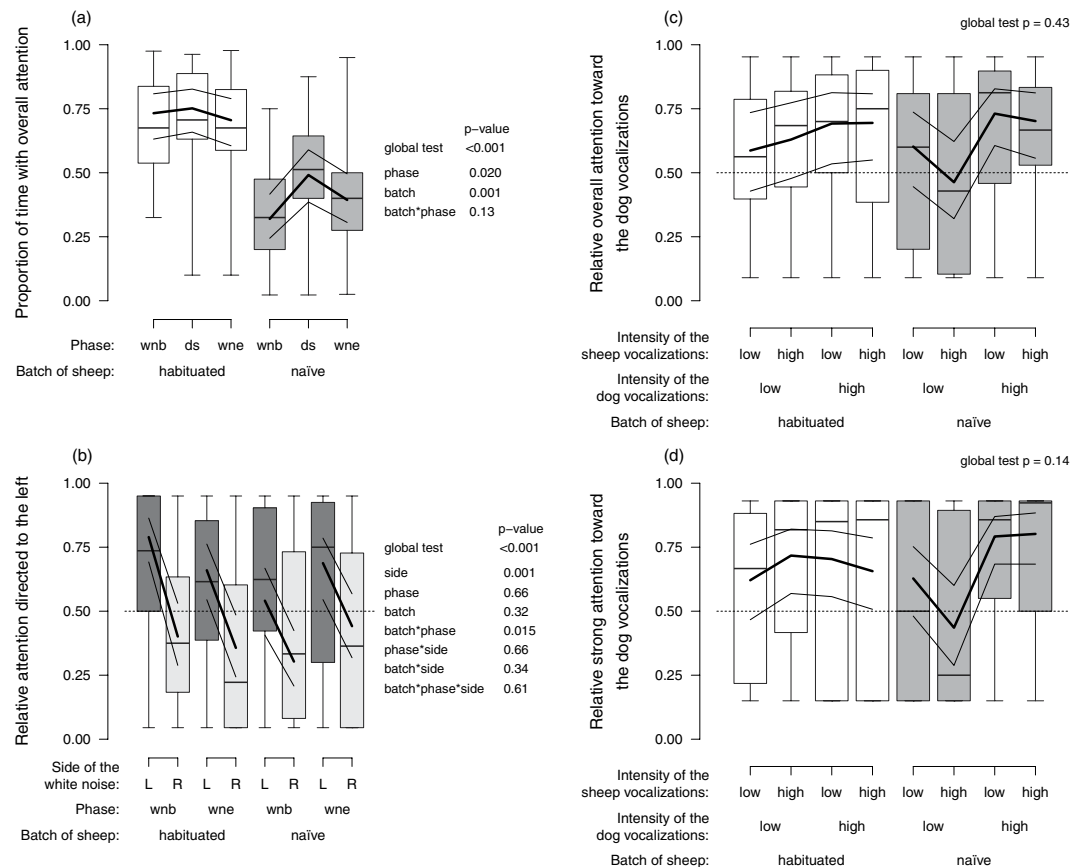 (a)
Proportion of time with overall attention
1.00
0.75
0.50
0.25
0.00
p−value
global test <0.001
phase 0.020
batch 0.001
batch*phase 0.13
Phase: wnb ds wne wnb ds wne
Batch of sheep: habituated naïve
(c)
global test p = 0.43
Relative overall attention toward
the dog vocalizations
1.00
0.75
0.50
0.25
0.00
Intensity of the
sheep vocalizations: low high low high low high low high
Intensity of the
dog vocalizations: low high low high
Batch of sheep: habituated naïve
(b)
Relative attention directed to the left
1.00
0.75
0.50
0.25
0.00
p−value
global test <0.001
side 0.001
phase 0.66
batch 0.32
batch*phase 0.015
phase*side 0.66
batch*side 0.34
batch*phase*side 0.61
Side of the
white noise: L R L R L R L R
Phase: wnb wne wnb wne
Batch of sheep: habituated naïve
(d)
global test p = 0.14
Relative strong attention toward
the dog vocalizations
1.00
0.75
0.50
0.25
0.00
Intensity of the
sheep vocalizations: low high low high low high low high
Intensity of the
dog vocalizations: low high low high
Batch of sheep: habituated naïve